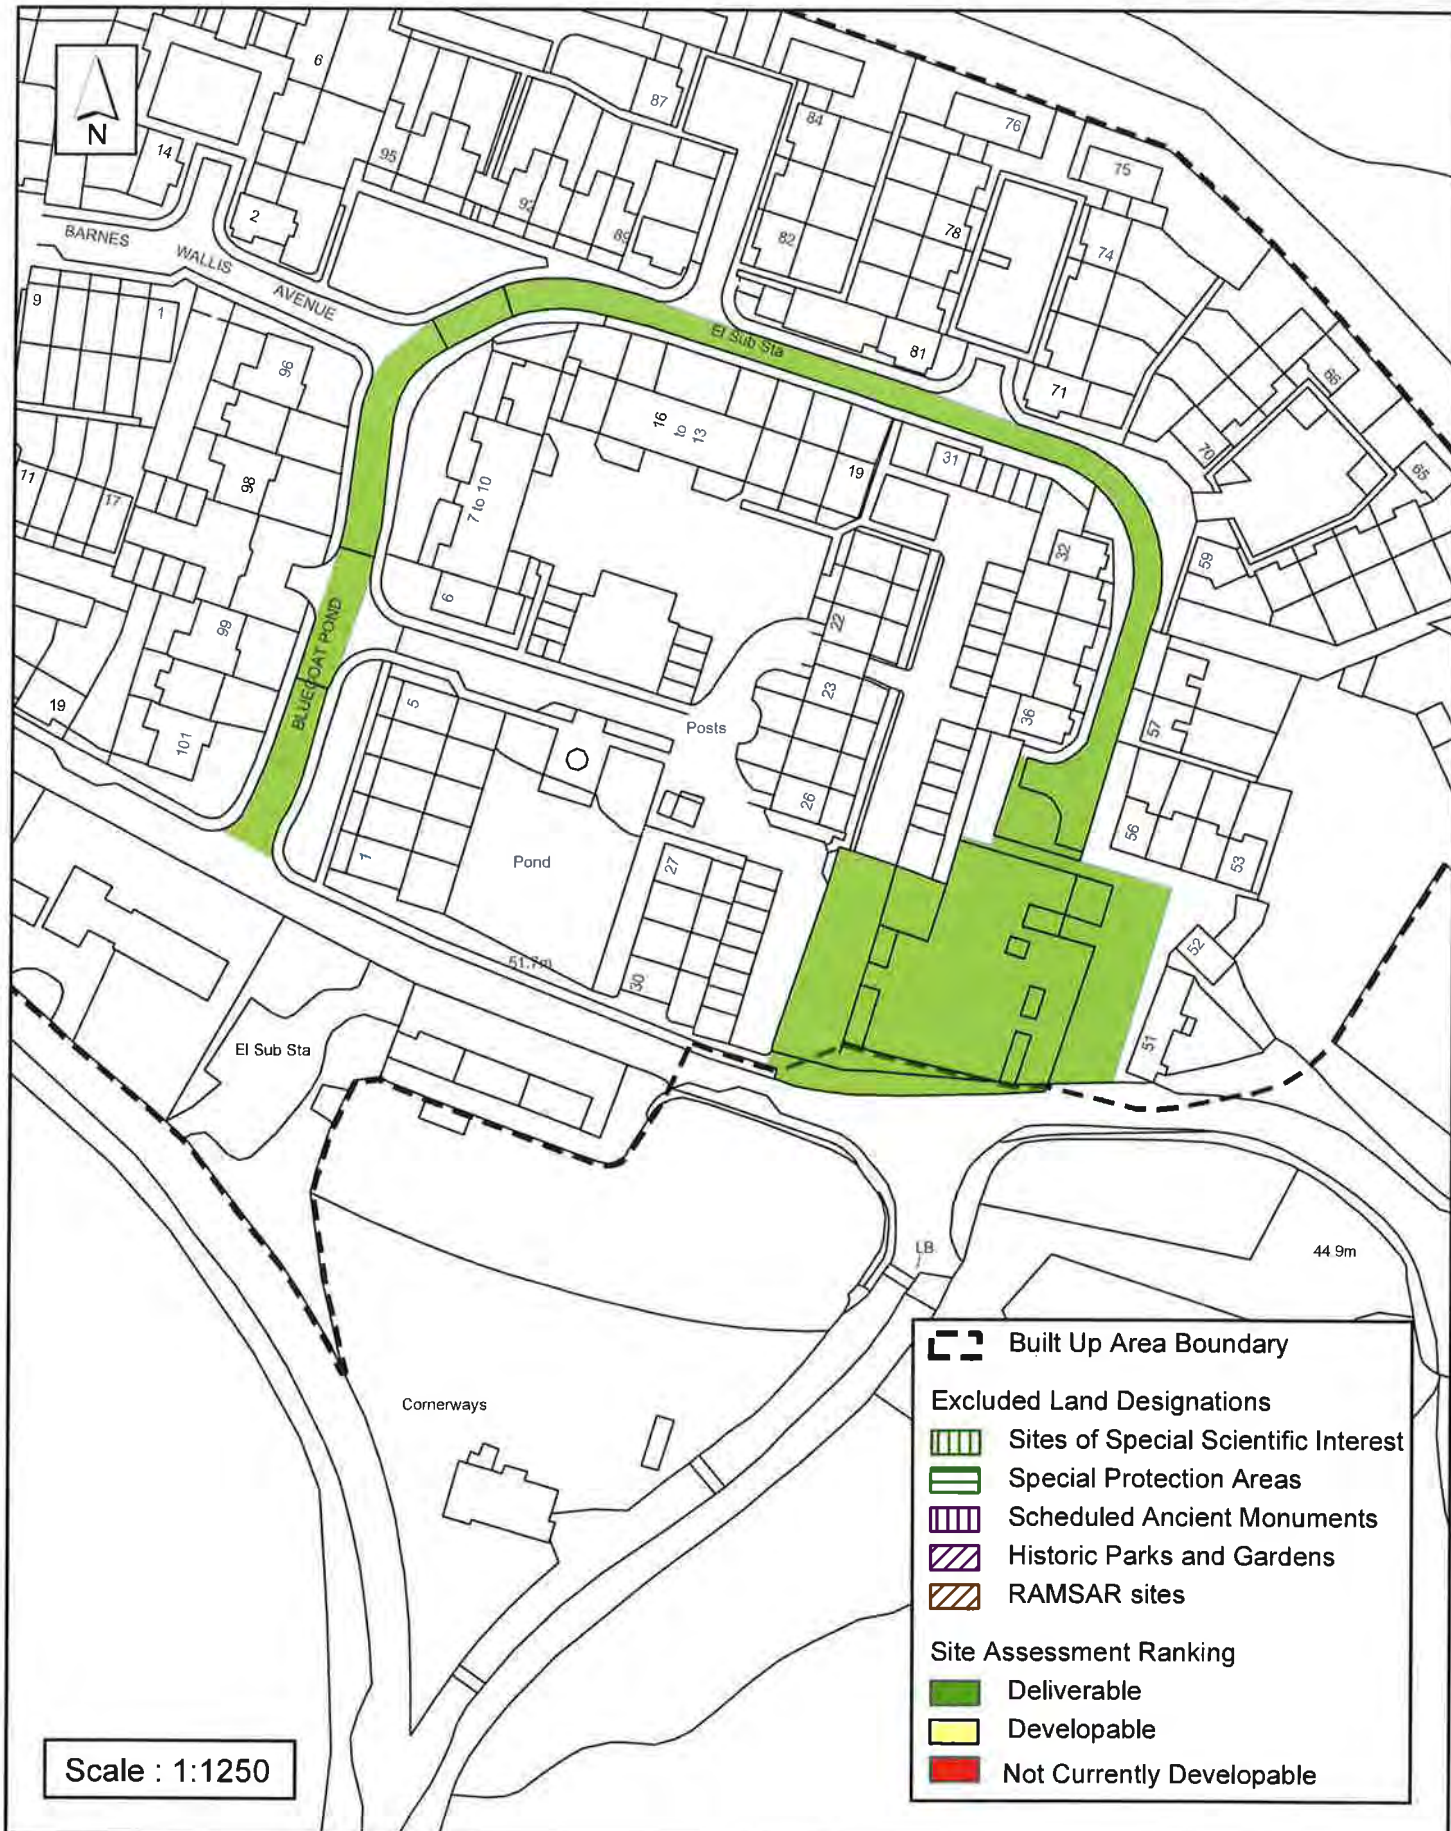 6
87
84
76
N
14
95
75
2
92
89
82
78
74
BARNES WALLIS AVENUE
9
1
El Sub Sta
81
71
66
96
16 to 13
70
65
11
17
98
7 to 10
19
31
32
59
6
99
BLUECOAT POND
22
19
101
5
23
Posts
36
57
26
56
53
1
Pond
27
52
51.7m
30
51
El Sub Sta
LB
44.9m
Cornerways
Built Up Area Boundary
Excluded Land Designations
Sites of Special Scientific Interest
Special Protection Areas
Scheduled Ancient Monuments
Historic Parks and Gardens
RAMSAR sites
Site Assessment Ranking
Deliverable
Developable
Not Currently Developable
Scale : 1:1250